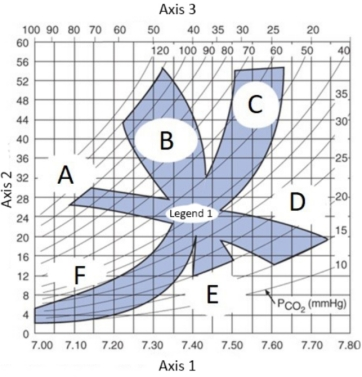 Axis 3
100 90 80 70 60 50 40 35 30 25 20
120 100 90 80 70 60 50 40
60
56
52
48
44
40
36
32
28
24
20
16
12
8
4
0
Axis 2
A
B
C
D
E
F
Legend 1
35
30
25
20
15
10
PCO2 (mmHg)
7.00 7.10 7.20 7.30 7.40 7.50 7.60 7.70 7.80
Axis 1